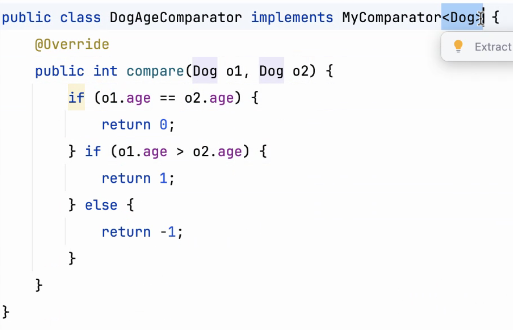 public class DogAgeComparator implements MyComparator<Dog> {
@Override
public int compare(Dog o1, Dog o2) {
if (o1.age == o2.age) {
return 0;
} if (o1.age > o2.age) {
return 1;
} else {
return -1;
}
}
}
Extract